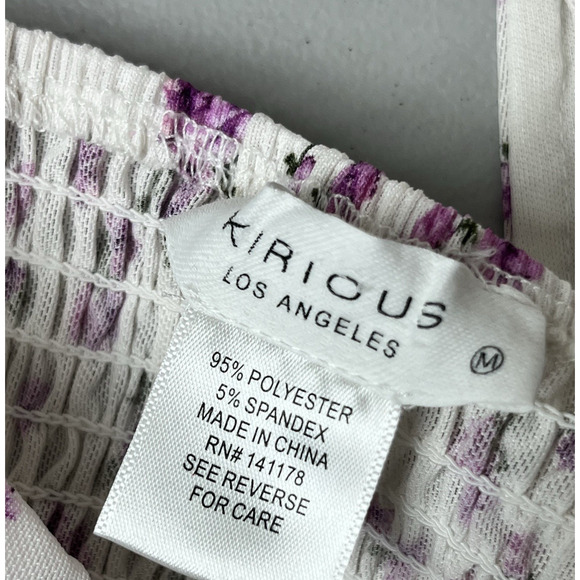 KIRIOUS
LOS ANGELES
M
95% POLYESTER
5% SPANDEX
MADE IN CHINA
RN# 141178
SEE REVERSE
FOR CARE